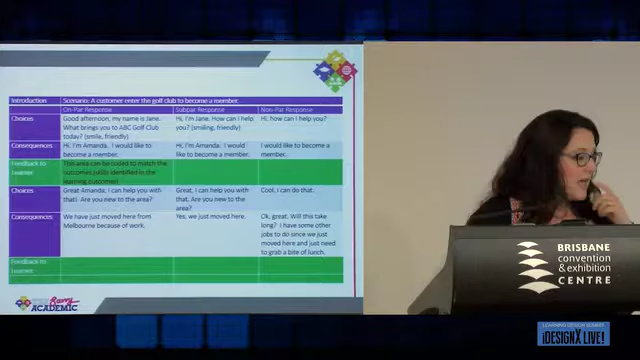 Introduction Scenario: A customer enter the golf club to become a member.
On-Par Response Subpar Response Non-Par Response
Choices Good afternoon, my name is Jane. Hi, I'm Jane. How can I help Hi, how can I help you?
What brings you to ABC Golf Club you? (smiling, friendly)
today? (smile, friendly)
Consequences Hi. I'm Amanda. I would like to Hi. I'm Amanda. I would I would like to become a
become a member. like to become a member. member.
Feedback to This area can be coded to match the
Learner outcomes (skills identified in the
learning outcomes)
Choices Great Amanda, I can help you with Great, I can help you with Cool, I can do that.
that! Are you new to the area? that. Are you new to the
area?
Consequences We have just moved here from Yes, we just moved here. Ok, great. Will this take
Melbourne because of work. long? I have some other
jobs to do since we just
moved here and just need
to grab a bite of lunch.
Feedback to
Learner
ACADEMIC
BRISBANE
convention
& exhibition
CENTRE
LEARNING DESIGN SUMMIT
iDESIGNX LIVE!